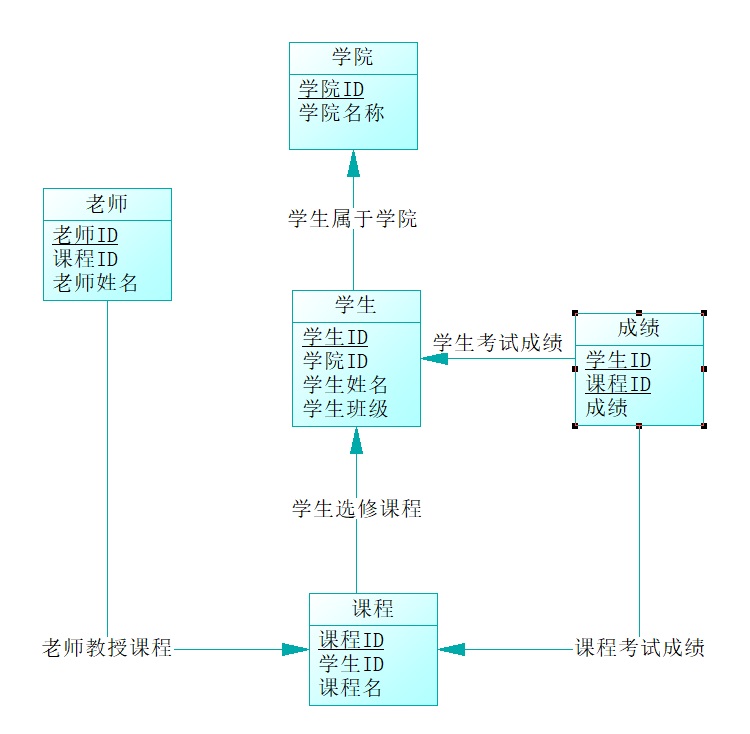 学院
学院ID
学院名称
学生属于学院
老师
老师ID
课程ID
老师姓名
学生
学生ID
学院ID
学生姓名
学生班级
学生考试成绩
成绩
学生ID
课程ID
成绩
学生选修课程
课程
课程ID
学生ID
课程名
老师教授课程
课程考试成绩